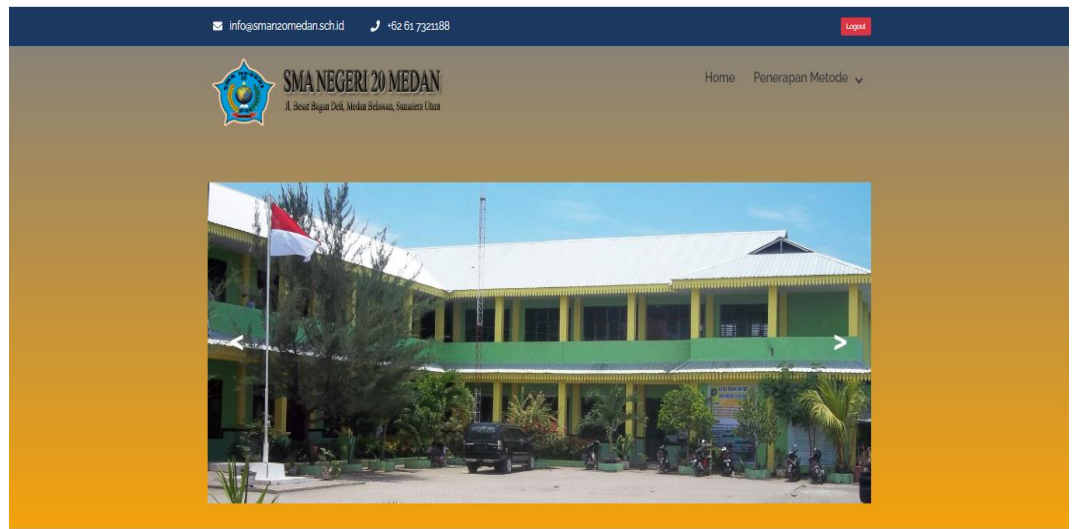 info@sman20medan.sch.id
+62 61 7321188
Logout
SMA NEGERI 20 MEDAN
Jl. Besar Bagan Deli, Medan Belawan, Sumatera Utara
Home
Penerapan Metode